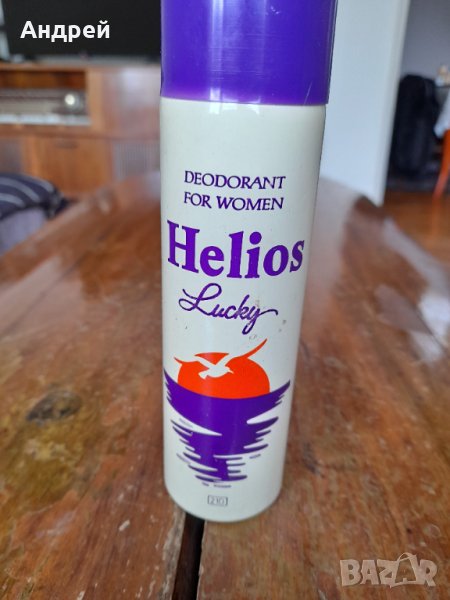 Андрей
DEODORANT
FOR WOMEN
Helios
Lucky
210
BAZAR